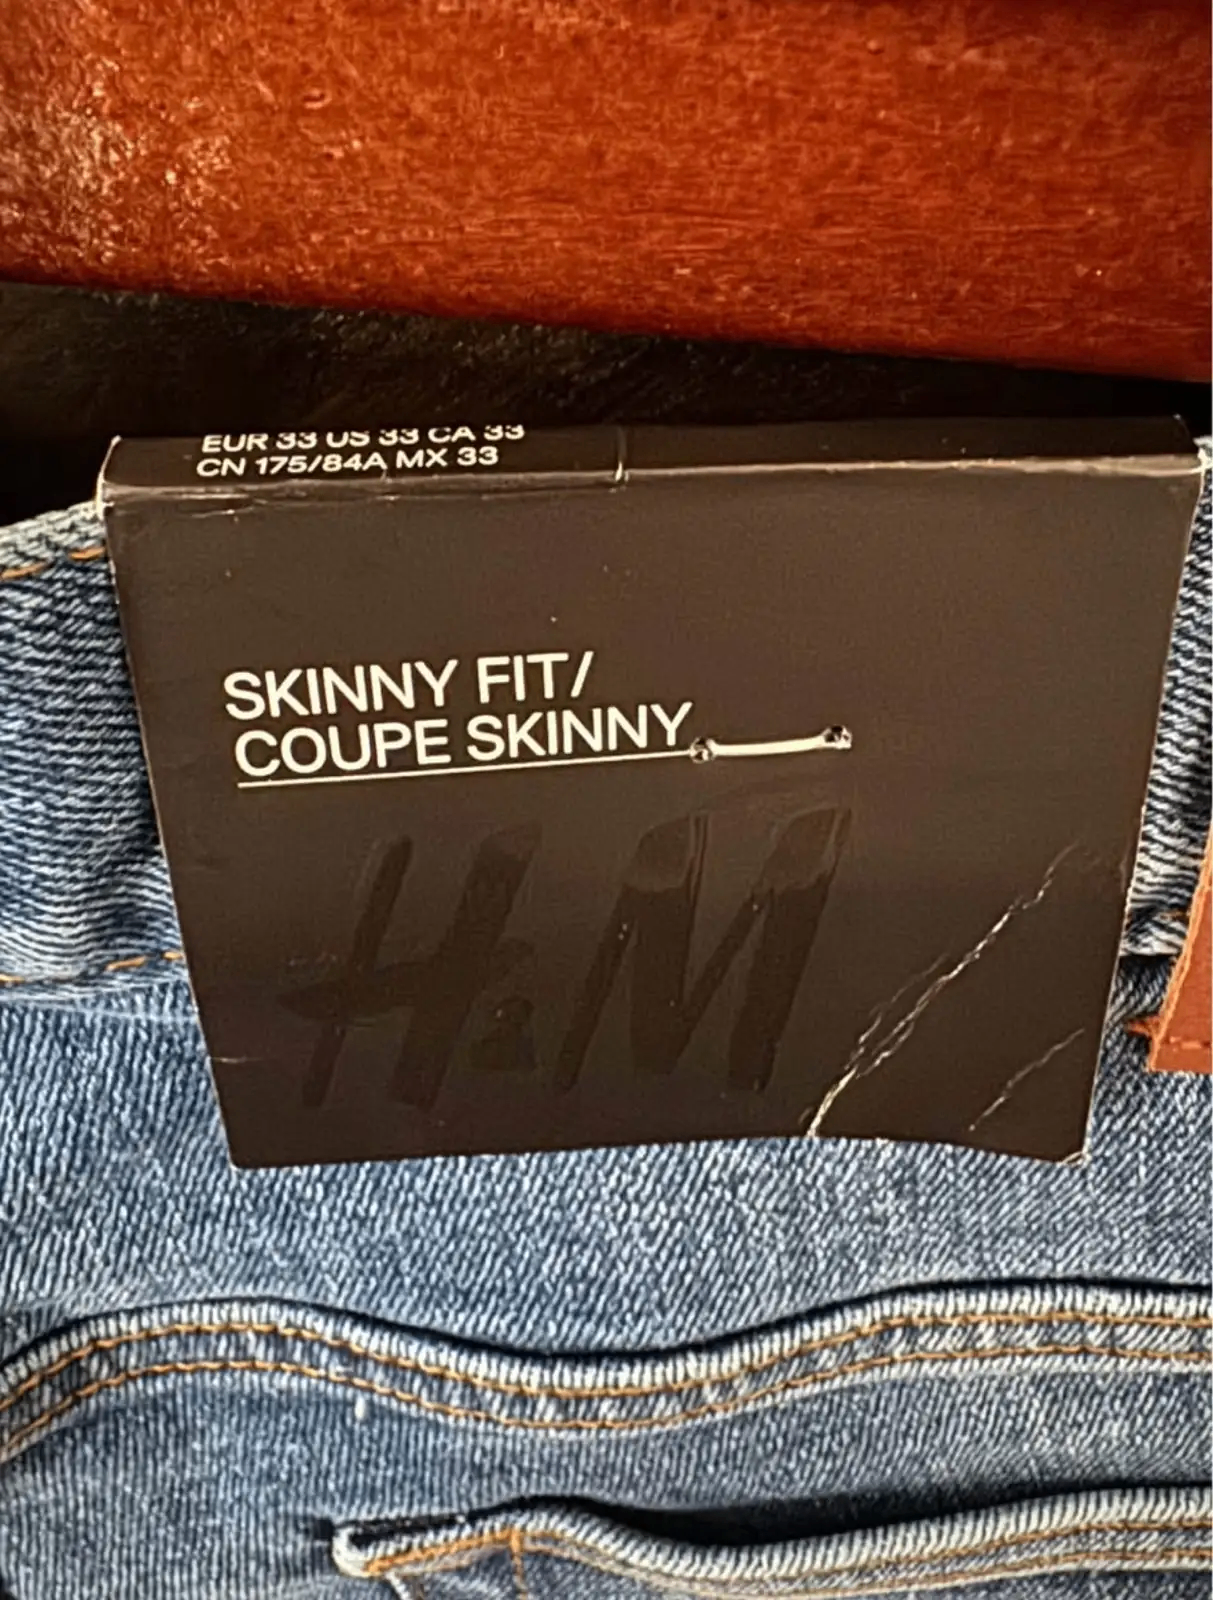 EUR 33 US 33 CA 33
CN 175/84A MX 33
SKINNY FIT/
COUPE SKINNY
H&M